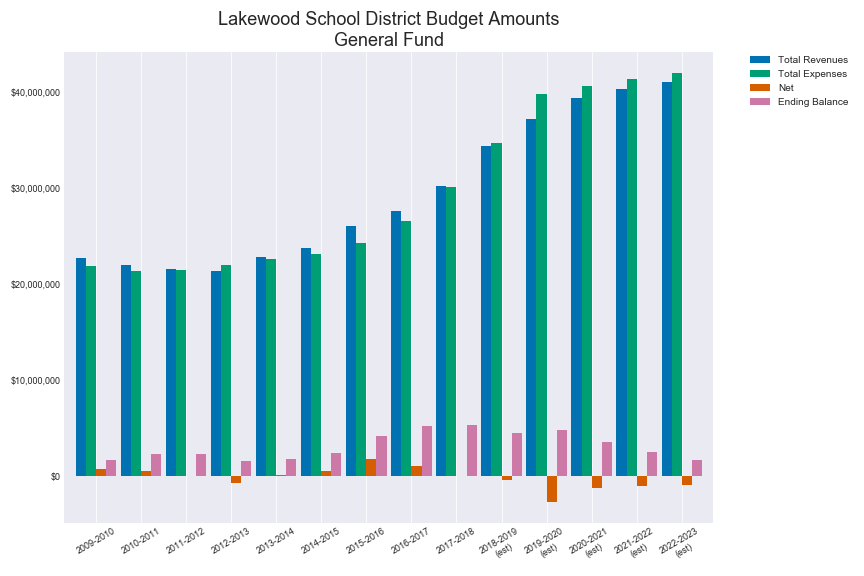 Lakewood School District Budget Amounts
General Fund
Total Revenues
Total Expenses
Net
Ending Balance
$40,000,000
$30,000,000
$20,000,000
$10,000,000
$0
2009-2010
2010-2011
2011-2012
2012-2013
2013-2014
2014-2015
2015-2016
2016-2017
2017-2018
2018-2019
(est)
2019-2020
(est)
2020-2021
(est)
2021-2022
(est)
2022-2023
(est)